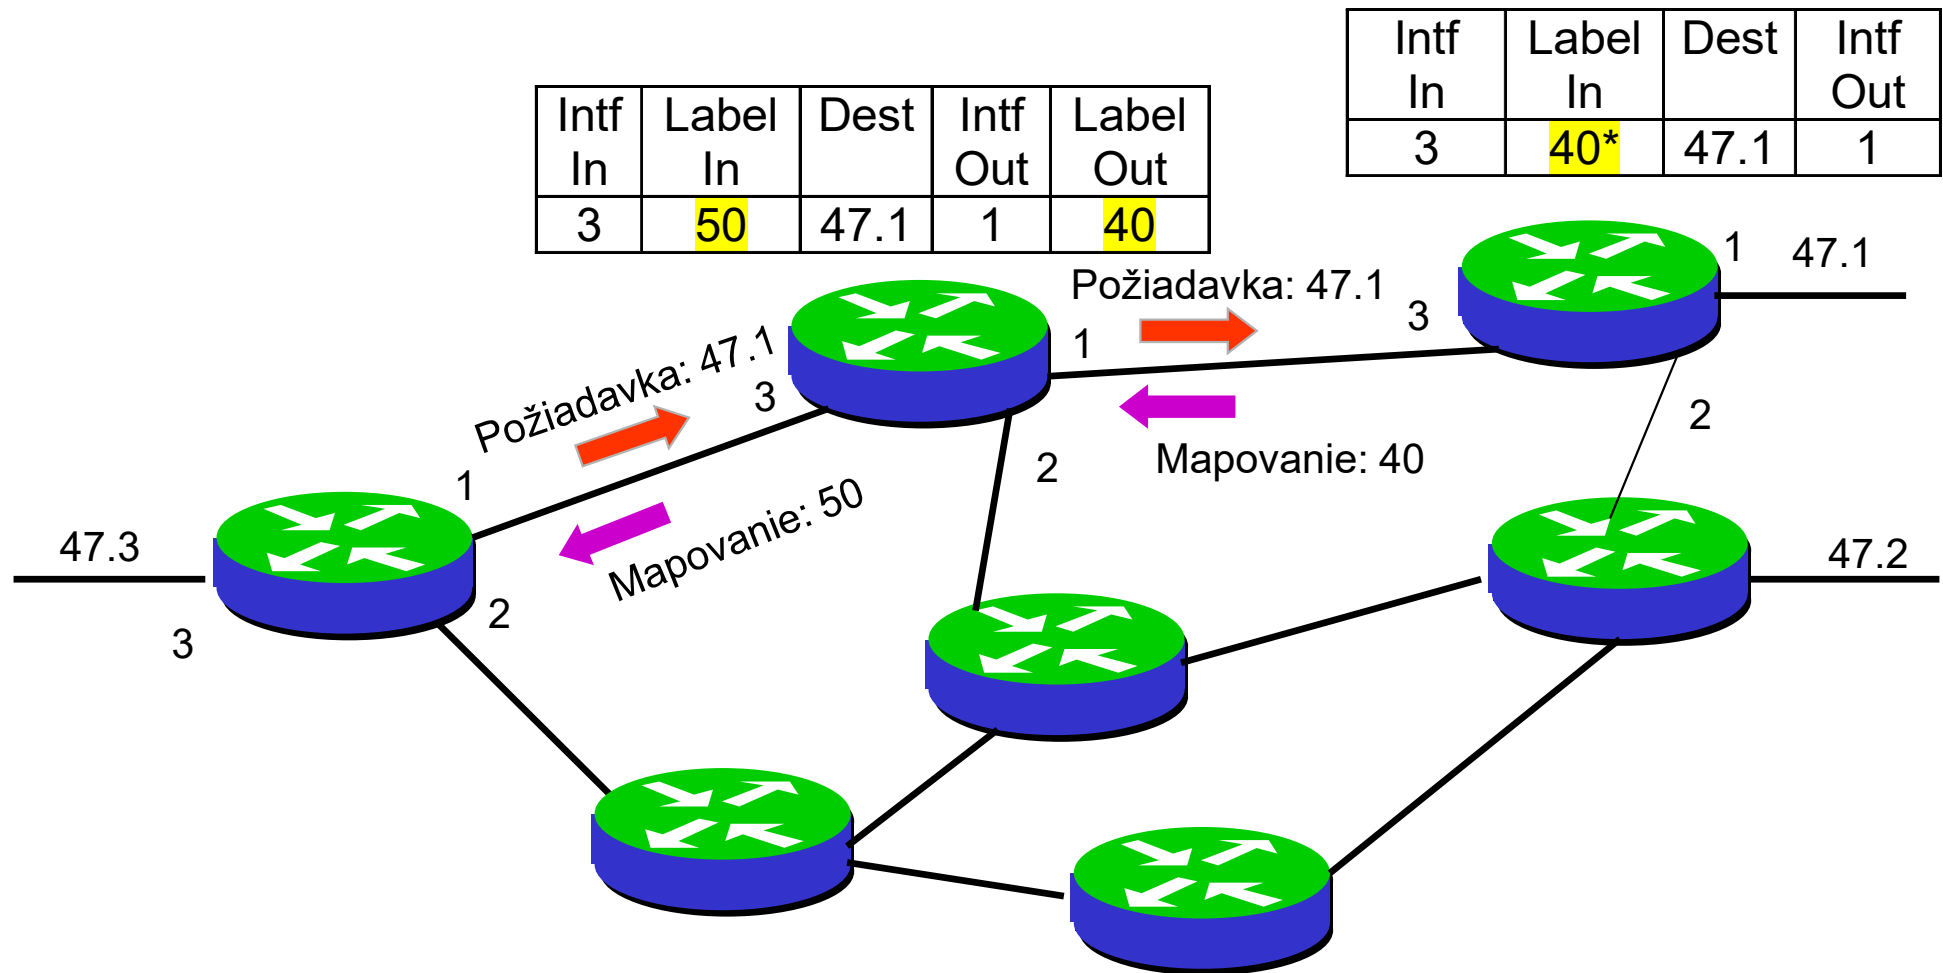 Intf Label Dest Intf
In In Out
3 40* 47.1 1
Intf Label Dest Intf Label
In In Out Out
3 50 47.1 1 40
1 47.1
Požiadavka: 47.1
3
1
Požiadavka: 47.1
3
2
2
Mapovanie: 40
1
Mapovanie: 50
47.3
47.2
2
3